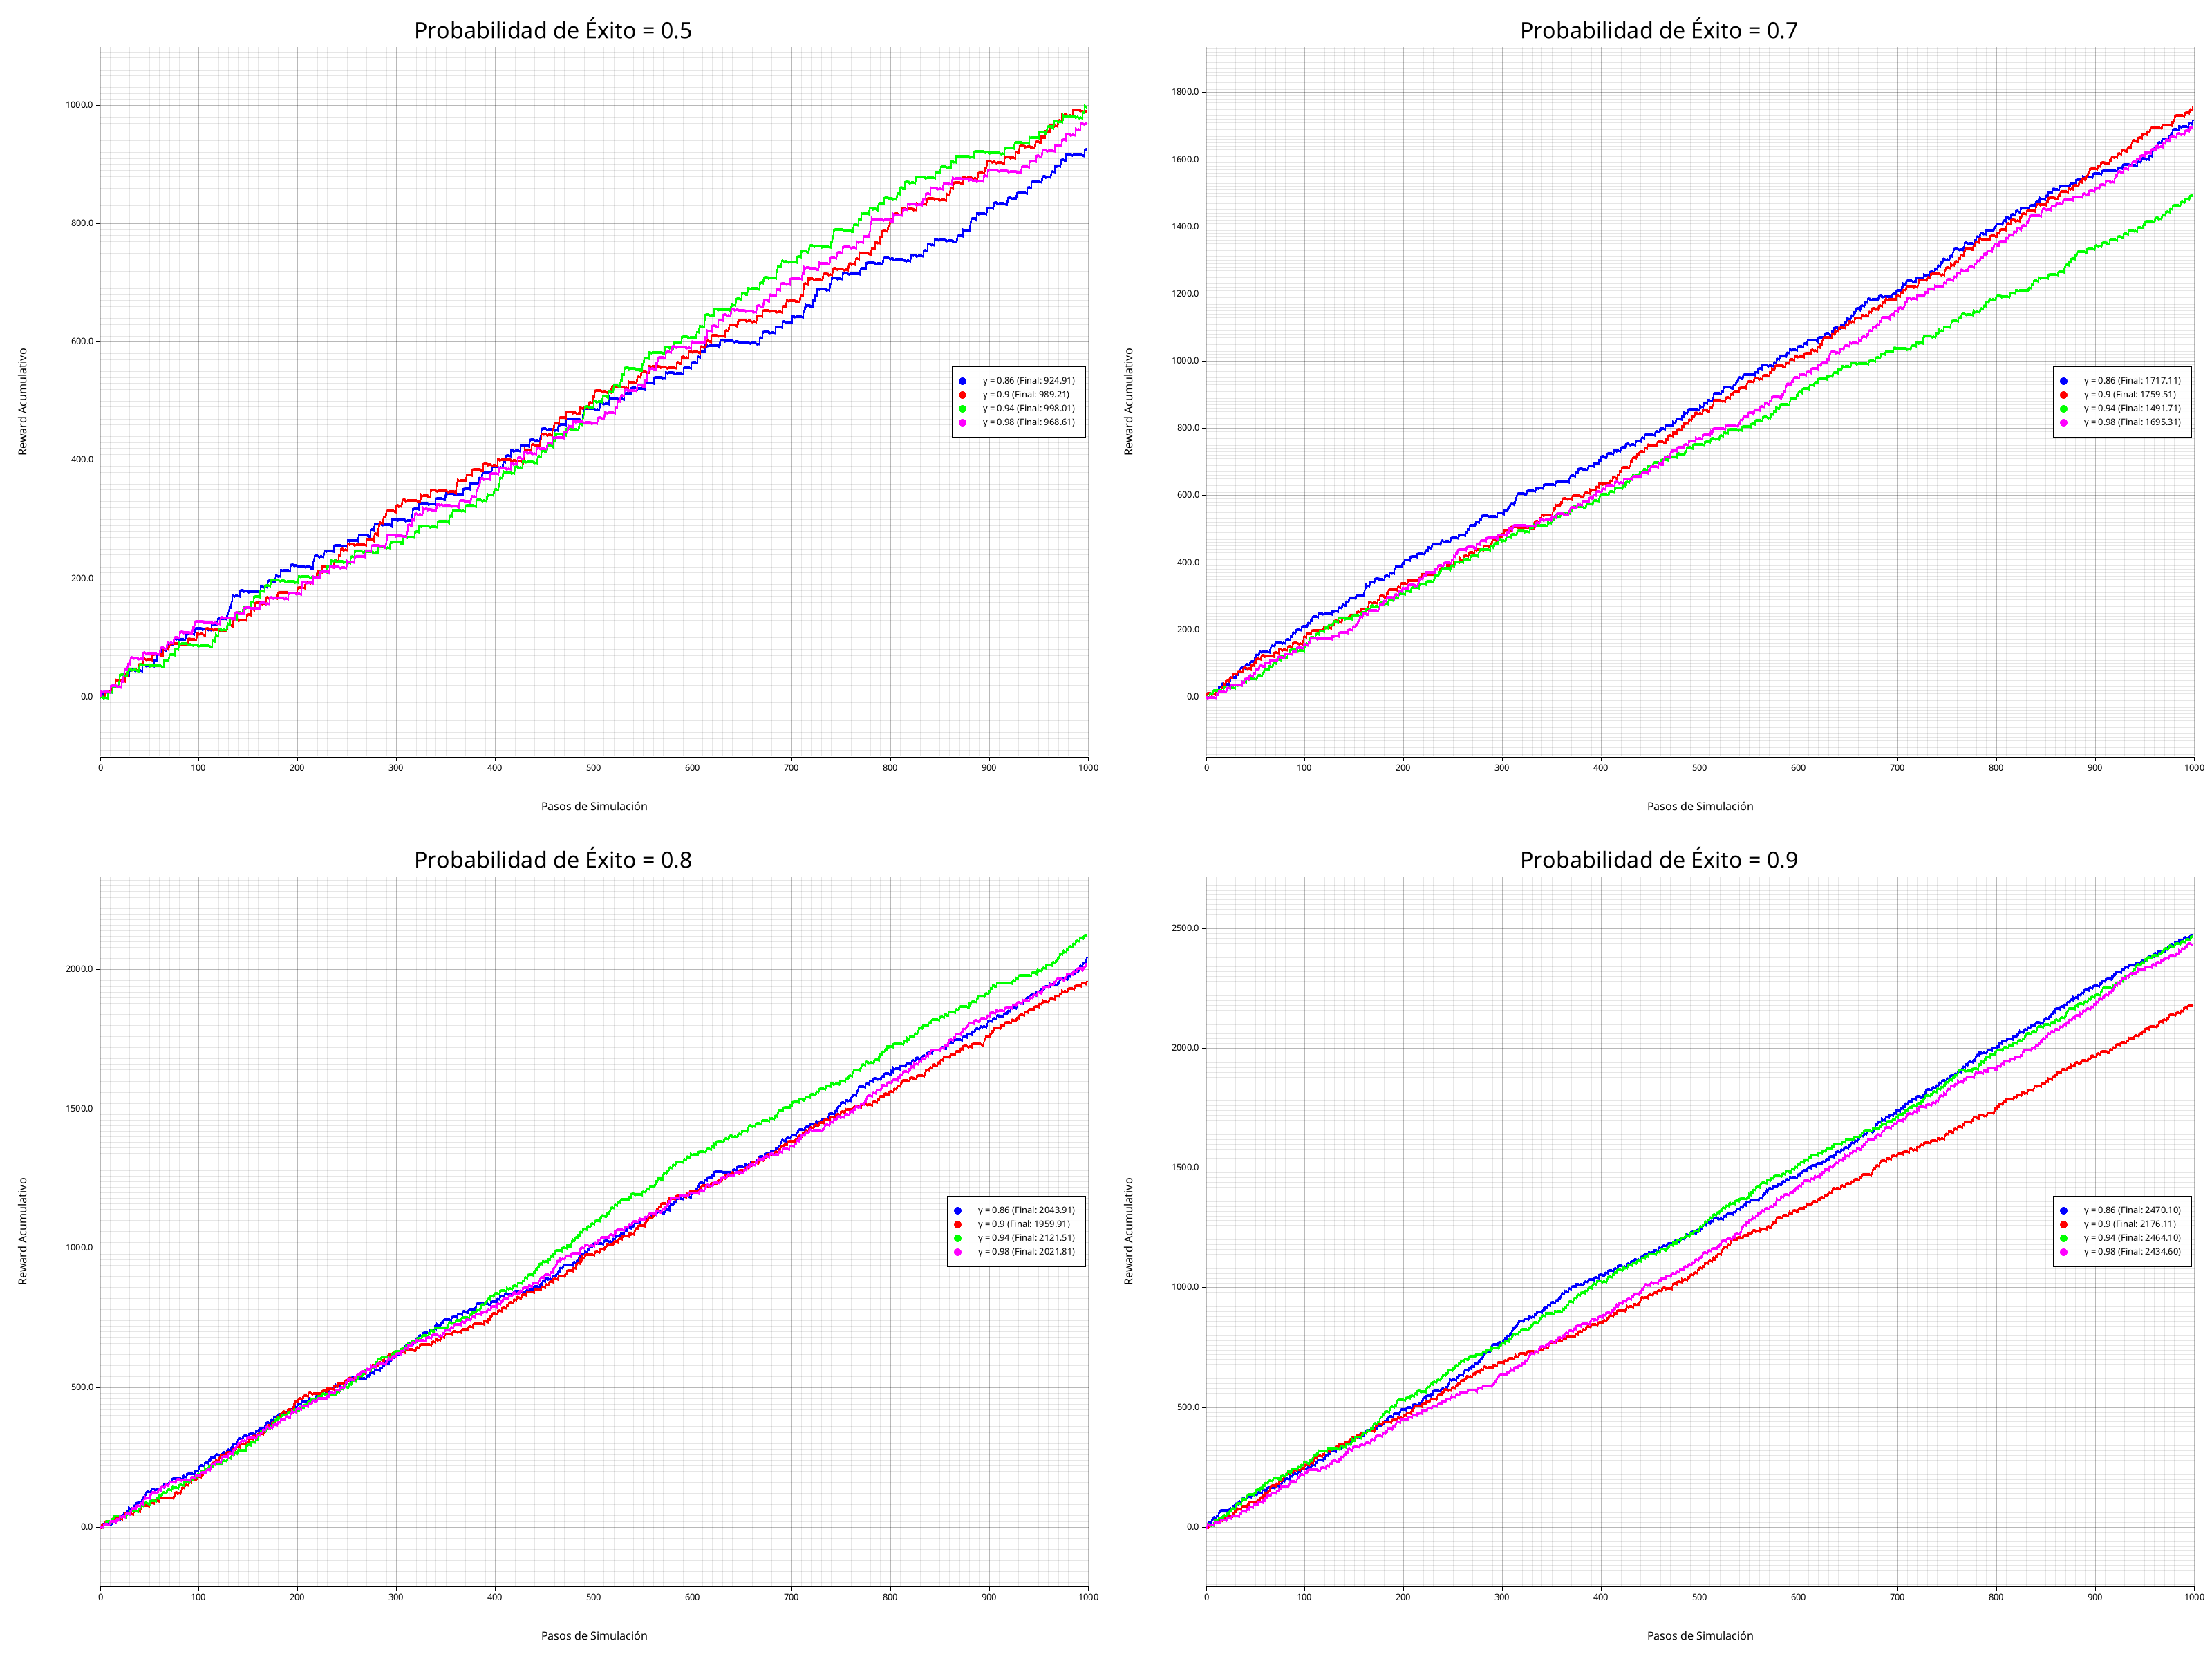 Probabilidad de Éxito = 0.5
1000.0
800.0
600.0
400.0
200.0
0.0
Reward Acumulativo
γ = 0.86 (Final: 924.91)
γ = 0.9 (Final: 989.21)
γ = 0.94 (Final: 998.01)
γ = 0.98 (Final: 968.61)
0 100 200 300 400 500 600 700 800 900 1000
Pasos de Simulación
Probabilidad de Éxito = 0.7
1800.0
1600.0
1400.0
1200.0
1000.0
800.0
600.0
400.0
200.0
0.0
Reward Acumulativo
γ = 0.86 (Final: 1717.11)
γ = 0.9 (Final: 1759.51)
γ = 0.94 (Final: 1491.71)
γ = 0.98 (Final: 1695.31)
0 100 200 300 400 500 600 700 800 900 1000
Pasos de Simulación
Probabilidad de Éxito = 0.8
2000.0
1500.0
1000.0
500.0
0.0
Reward Acumulativo
γ = 0.86 (Final: 2043.91)
γ = 0.9 (Final: 1959.91)
γ = 0.94 (Final: 2121.51)
γ = 0.98 (Final: 2021.81)
0 100 200 300 400 500 600 700 800 900 1000
Pasos de Simulación
Probabilidad de Éxito = 0.9
2500.0
2000.0
1500.0
1000.0
500.0
0.0
Reward Acumulativo
γ = 0.86 (Final: 2470.10)
γ = 0.9 (Final: 2176.11)
γ = 0.94 (Final: 2464.10)
γ = 0.98 (Final: 2434.60)
0 100 200 300 400 500 600 700 800 900 1000
Pasos de Simulación